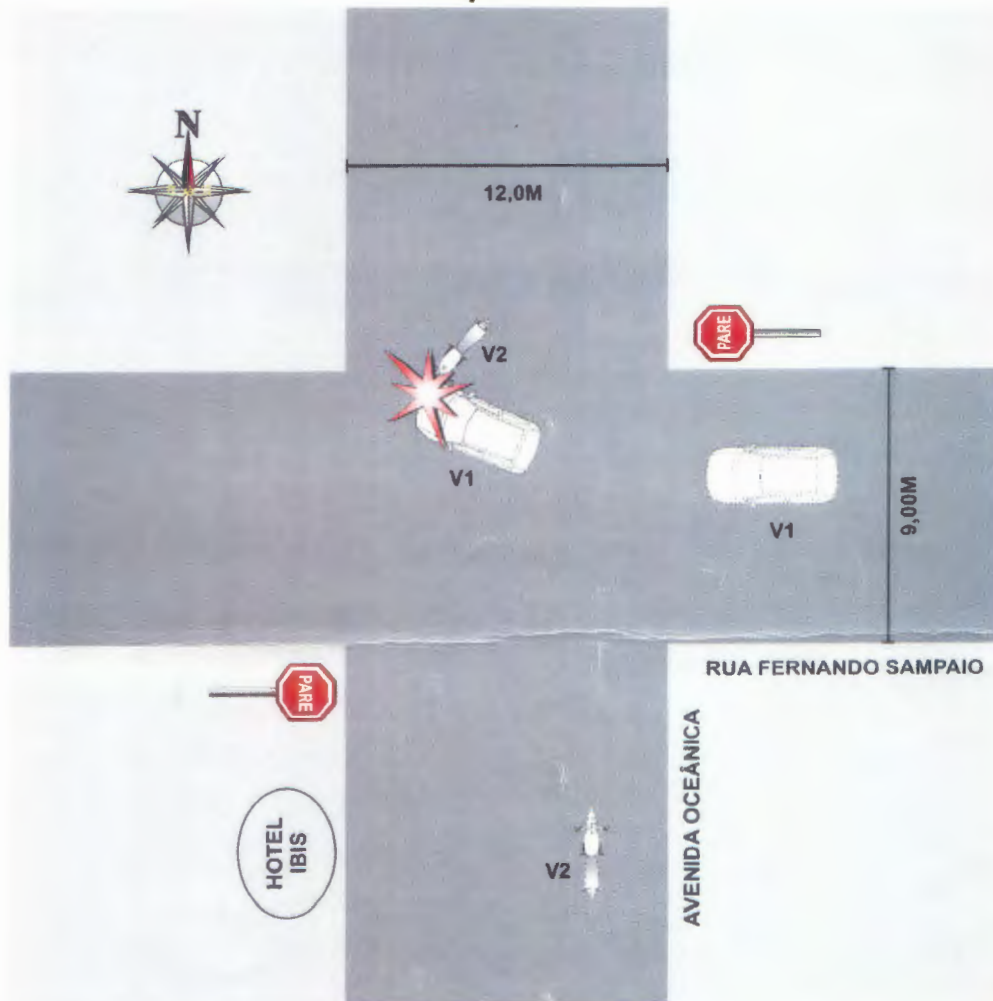 N
12,0M
PARE
V2
V1
V1
9,00M
RUA FERNANDO SAMPAIO
PARE
AVENIDA OCEÂNICA
HOTEL
IBIS
V2